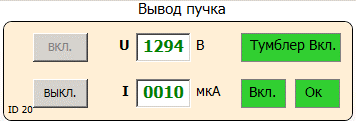 Вывод пучка
вкл. U 1294 В Тумблер Вкл.
выкл. I 0010 мкА Вкл. Ок
ID 20